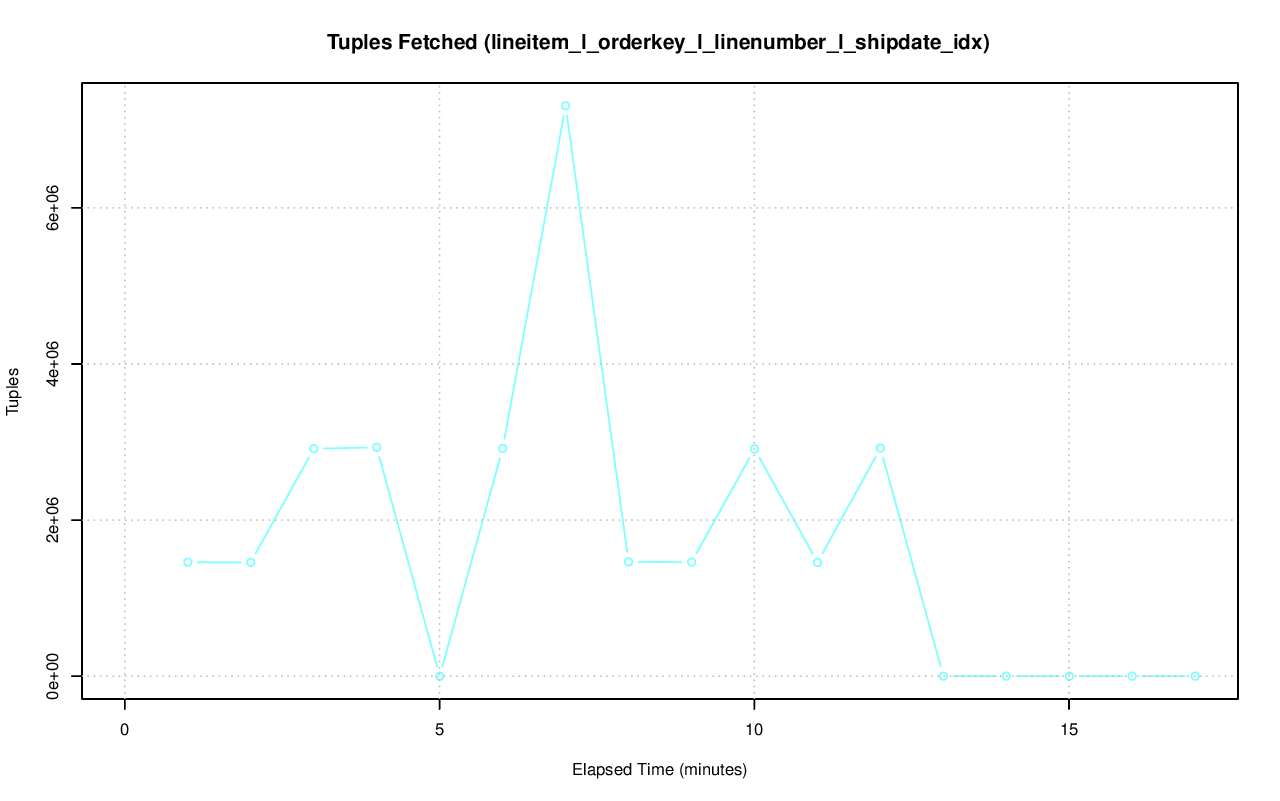 Tuples Fetched (lineitem_l_orderkey_l_linenumber_l_shipdate_idx)
Tuples
6e+06
4e+06
2e+06
0e+00
0 5 10 15
Elapsed Time (minutes)